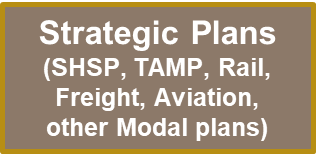 Strategic Plans
(SHSP, TAMP, Rail,
Freight, Aviation,
other Modal plans)